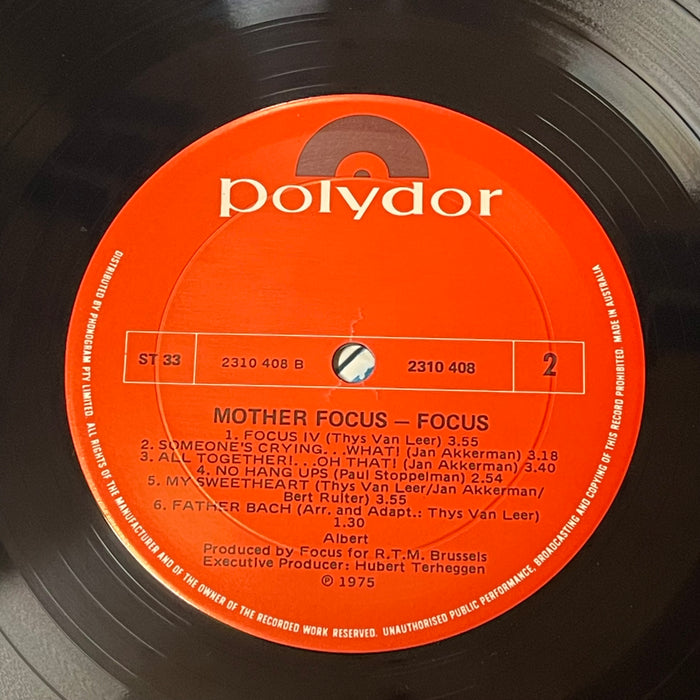 polydor
ST 33 2310 408 B 2310 408 2
MOTHER FOCUS – FOCUS
1. FOCUS IV (Thys Van Leer) 3.55
2. SOMEONE'S CRYING. . .WHAT! (Jan Akkerman) 3.18
3. ALL TOGETHER!. . .OH THAT! (Jan Akkerman) 3.40
4. NO HANG UPS (Paul Stoppelman) 2.54
5. MY SWEETHEART (Thys Van Leer/Jan Akkerman/
Bert Ruiter) 3.55
6. FATHER BACH (Arr. and Adapt.: Thys Van Leer)
1.30
Albert
Produced by Focus for R.T.M. Brussels
Executive Producer: Hubert Terheggen
℗ 1975
DISTRIBUTED BY PHONOGRAM PTY LIMITED. ALL RIGHTS OF THE MANUFACTURER AND OF THE OWNER OF THE RECORDED WORK RESERVED. UNAUTHORISED PUBLIC PERFORMANCE, BROADCASTING AND COPYING OF THIS RECORD PROHIBITED. MADE IN AUSTRALIA